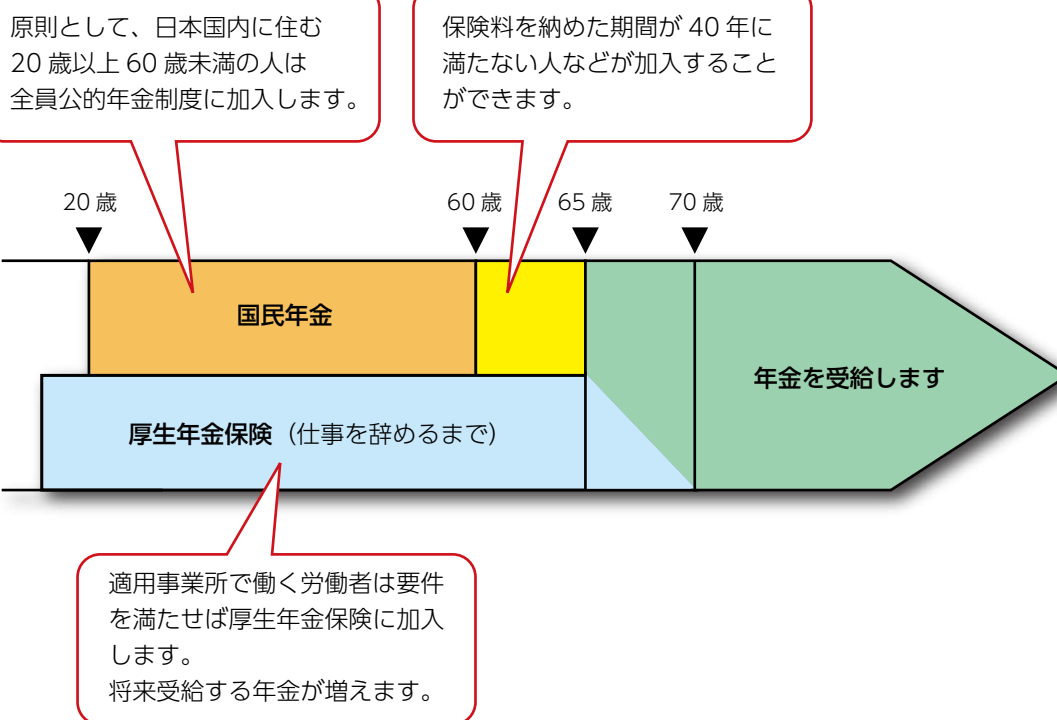 原則として、日本国内に住む
20 歳以上 60 歳未満の人は
全員公的年金制度に加入します。
保険料を納めた期間が 40 年に
満たない人などが加入すること
ができます。
20 歳
60 歳
65 歳
70 歳
国民年金
年金を受給します
厚生年金保険（仕事を辞めるまで）
適用事業所で働く労働者は要件
を満たせば厚生年金保険に加入
します。
将来受給する年金が増えます。